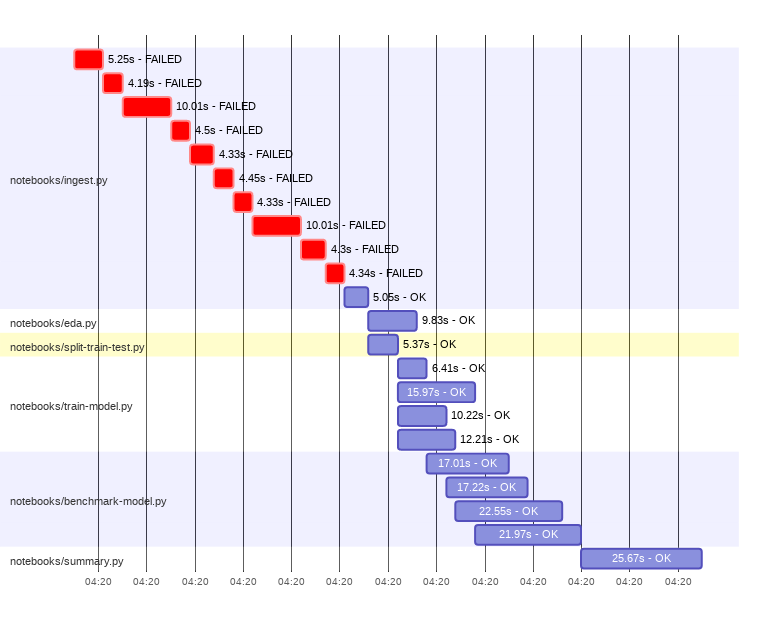 5.25s - FAILED
4.19s - FAILED
10.01s - FAILED
4.5s - FAILED
4.33s - FAILED
notebooks/ingest.py
4.45s - FAILED
4.33s - FAILED
10.01s - FAILED
4.3s - FAILED
4.34s - FAILED
5.05s - OK
notebooks/eda.py
9.83s - OK
notebooks/split-train-test.py
5.37s - OK
6.41s - OK
15.97s - OK
notebooks/train-model.py
10.22s - OK
12.21s - OK
17.01s - OK
17.22s - OK
notebooks/benchmark-model.py
22.55s - OK
21.97s - OK
notebooks/summary.py
25.67s - OK
04:20 04:20 04:20 04:20 04:20 04:20 04:20 04:20 04:20 04:20 04:20 04:20 04:20